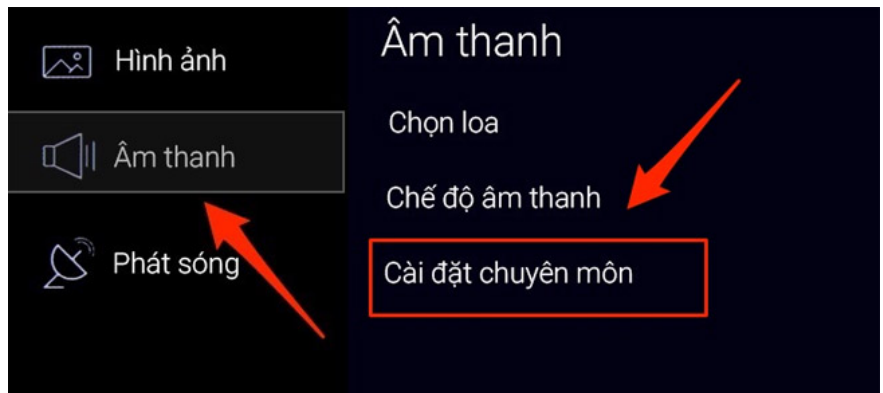 Hình ảnh
Âm thanh
Phát sóng
Âm thanh
Chọn loa
Chế độ âm thanh
Cài đặt chuyên môn